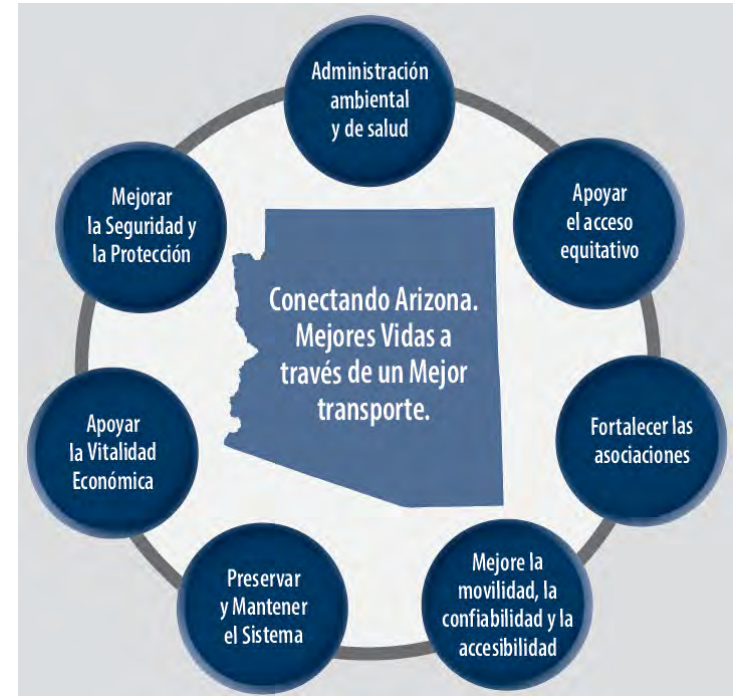 Administración
ambiental
y de salud
Apoyar
el acceso
equitativo
Fortalecer las
asociaciones
Mejore la
movilidad, la
confiabilidad y la
accesibilidad
Preservar
y Mantener
el Sistema
Apoyar
la Vitalidad
Económica
Mejorar
la Seguridad y
la Protección
Conectando Arizona.
Mejores Vidas a
través de un Mejor
transporte.